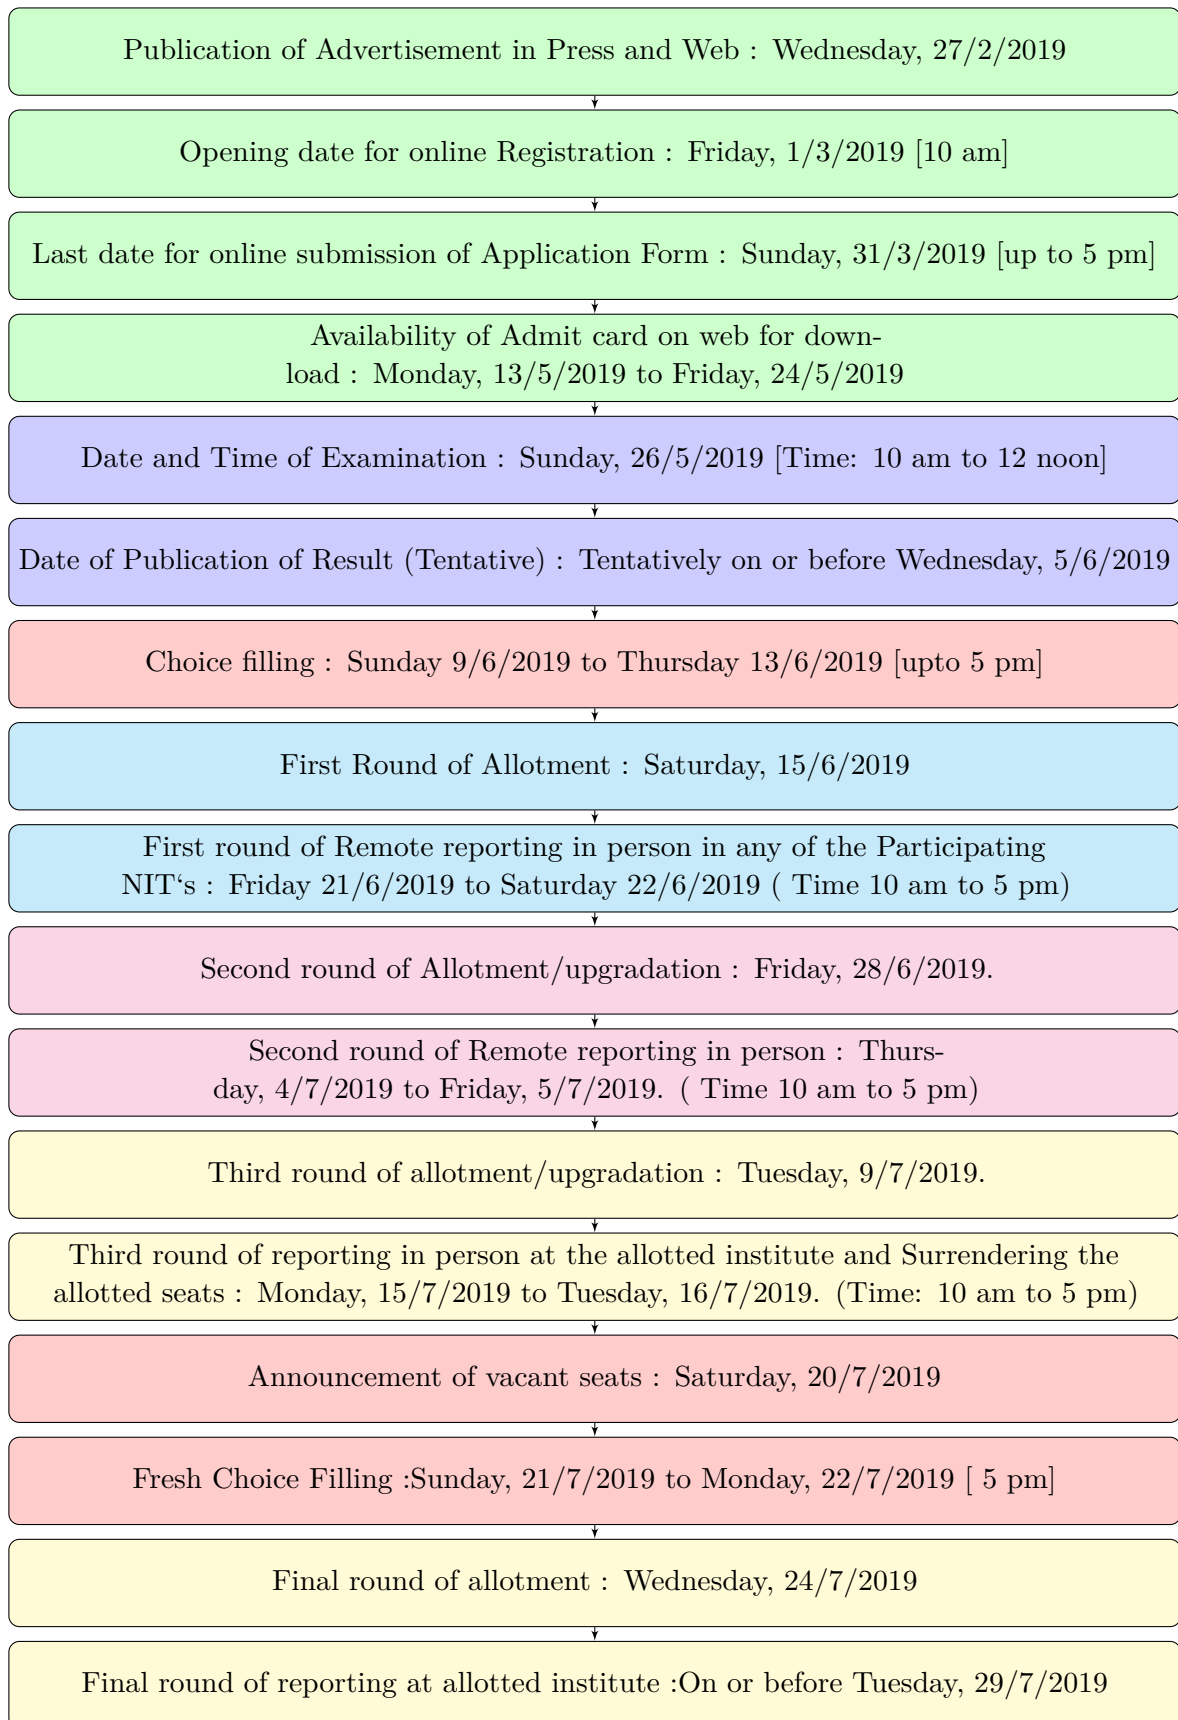 Publication of Advertisement in Press and Web : Wednesday, 27/2/2019
Opening date for online Registration : Friday, 1/3/2019 [10 am]
Last date for online submission of Application Form : Sunday, 31/3/2019 [up to 5 pm]
Availability of Admit card on web for down-
load : Monday, 13/5/2019 to Friday, 24/5/2019
Date and Time of Examination : Sunday, 26/5/2019 [Time: 10 am to 12 noon]
Date of Publication of Result (Tentative) : Tentatively on or before Wednesday, 5/6/2019
Choice filling : Sunday 9/6/2019 to Thursday 13/6/2019 [upto 5 pm]
First Round of Allotment : Saturday, 15/6/2019
First round of Remote reporting in person in any of the Participating
NIT‘s : Friday 21/6/2019 to Saturday 22/6/2019 ( Time 10 am to 5 pm)
Second round of Allotment/upgradation : Friday, 28/6/2019.
Second round of Remote reporting in person : Thurs-
day, 4/7/2019 to Friday, 5/7/2019. ( Time 10 am to 5 pm)
Third round of allotment/upgradation : Tuesday, 9/7/2019.
Third round of reporting in person at the allotted institute and Surrendering the
allotted seats : Monday, 15/7/2019 to Tuesday, 16/7/2019. (Time: 10 am to 5 pm)
Announcement of vacant seats : Saturday, 20/7/2019
Fresh Choice Filling :Sunday, 21/7/2019 to Monday, 22/7/2019 [ 5 pm]
Final round of allotment : Wednesday, 24/7/2019
Final round of reporting at allotted institute :On or before Tuesday, 29/7/2019